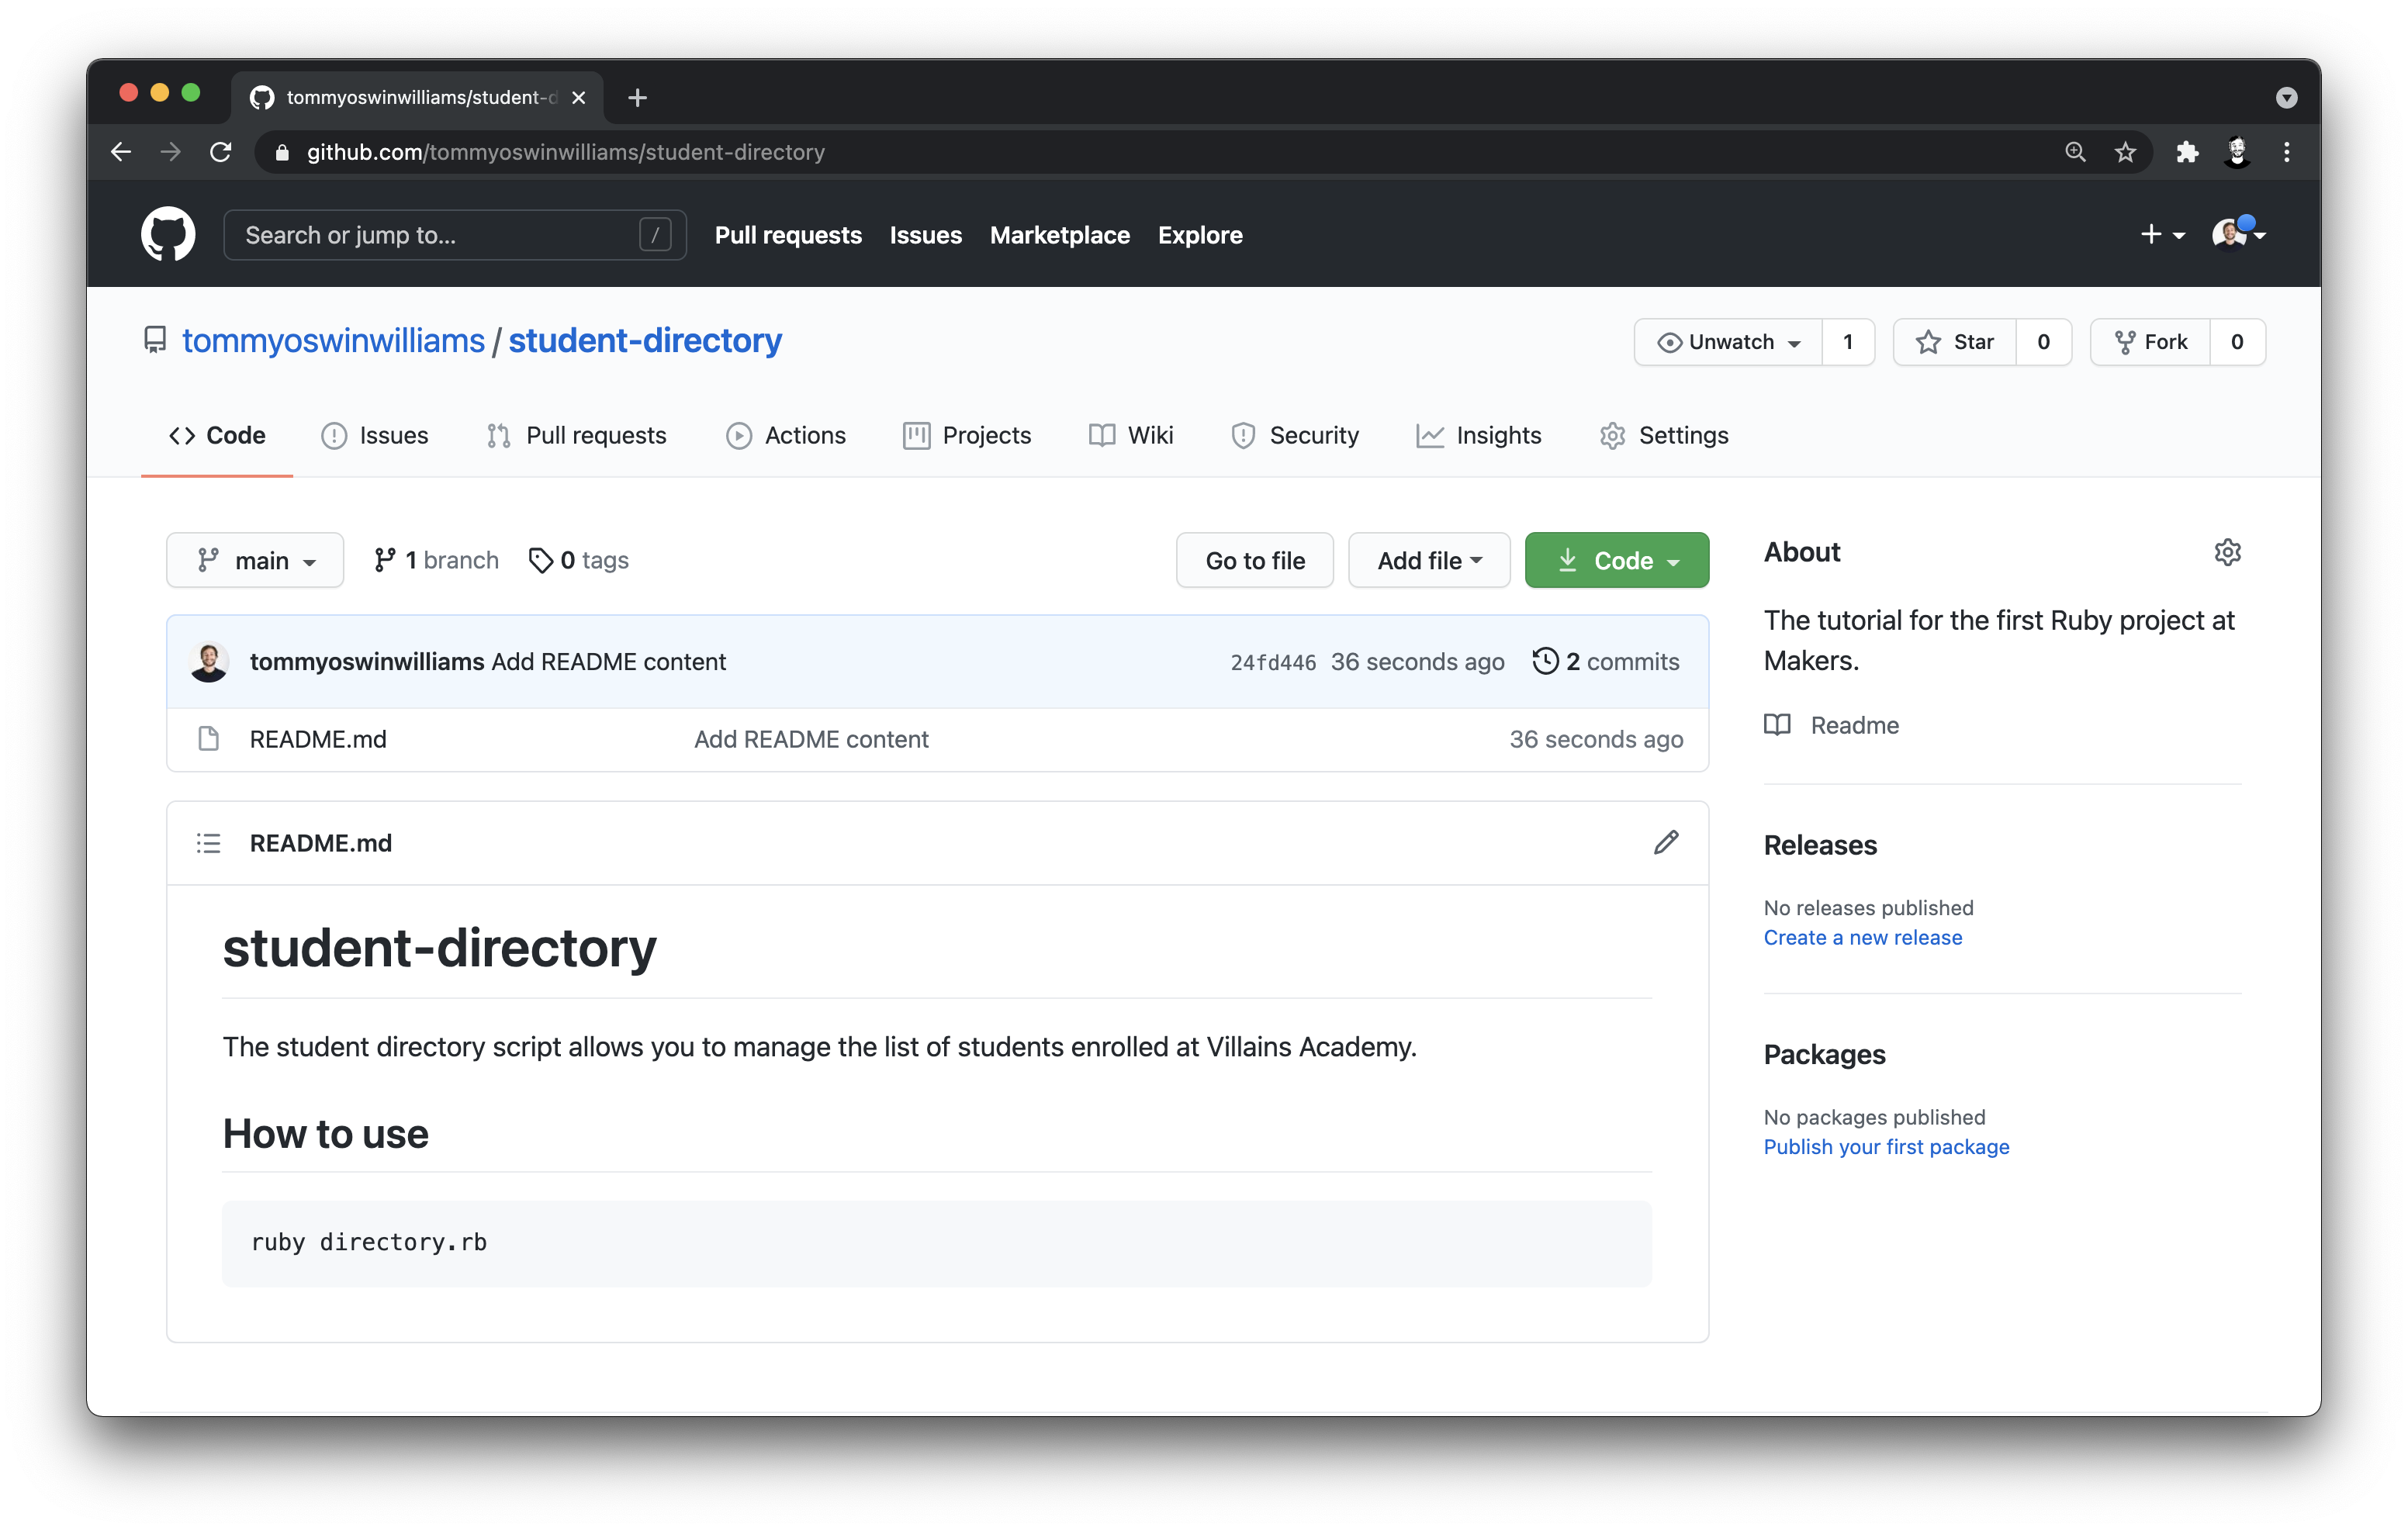 tommyoswinwilliams/student-d
github.com/tommyoswinwilliams/student-directory
Search or jump to... / Pull requests Issues Marketplace Explore
tommyoswinwilliams / student-directory Unwatch 1 Star 0 Fork 0
Code Issues Pull requests Actions Projects Wiki Security Insights Settings
main 1 branch 0 tags Go to file Add file Code
tommyoswinwilliams Add README content 24fd446 36 seconds ago 2 commits
README.md Add README content 36 seconds ago
README.md
student-directory
The student directory script allows you to manage the list of students enrolled at Villains Academy.
How to use
ruby directory.rb
About
The tutorial for the first Ruby project at
Makers.
Readme
Releases
No releases published
Create a new release
Packages
No packages published
Publish your first package